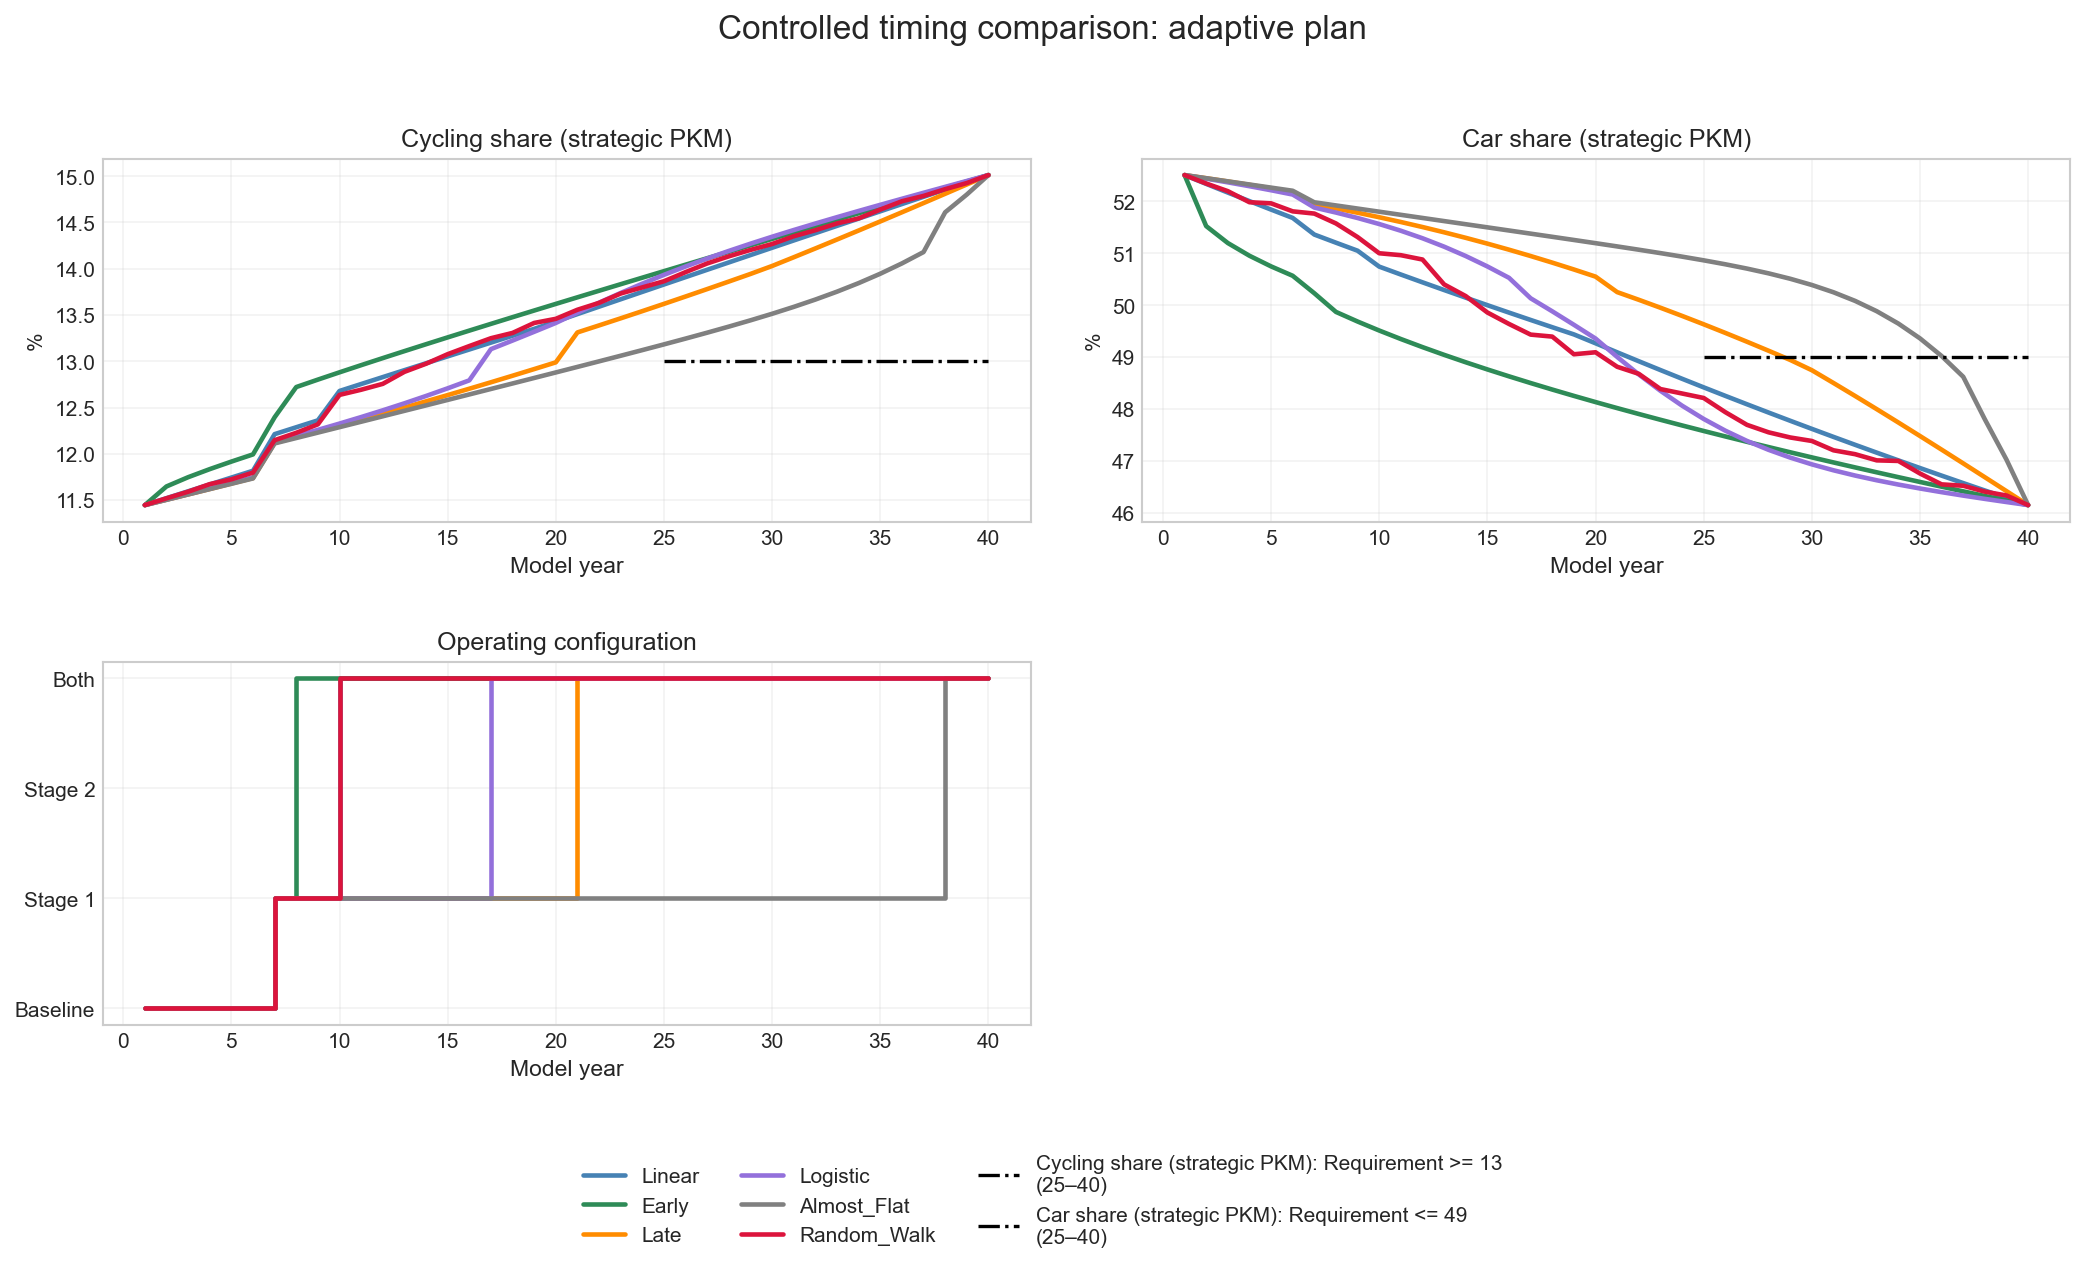 Controlled timing comparison: adaptive plan
Cycling share (strategic PKM)
%
15.0
14.5
14.0
13.5
13.0
12.5
12.0
11.5
0 5 10 15 20 25 30 35 40
Model year
Car share (strategic PKM)
%
52
51
50
49
48
47
46
0 5 10 15 20 25 30 35 40
Model year
Operating configuration
Both
Stage 2
Stage 1
Baseline
0 5 10 15 20 25 30 35 40
Model year
Linear
Early
Late
Logistic
Almost_Flat
Random_Walk
Cycling share (strategic PKM): Requirement >= 13
(25–40)
Car share (strategic PKM): Requirement <= 49
(25–40)